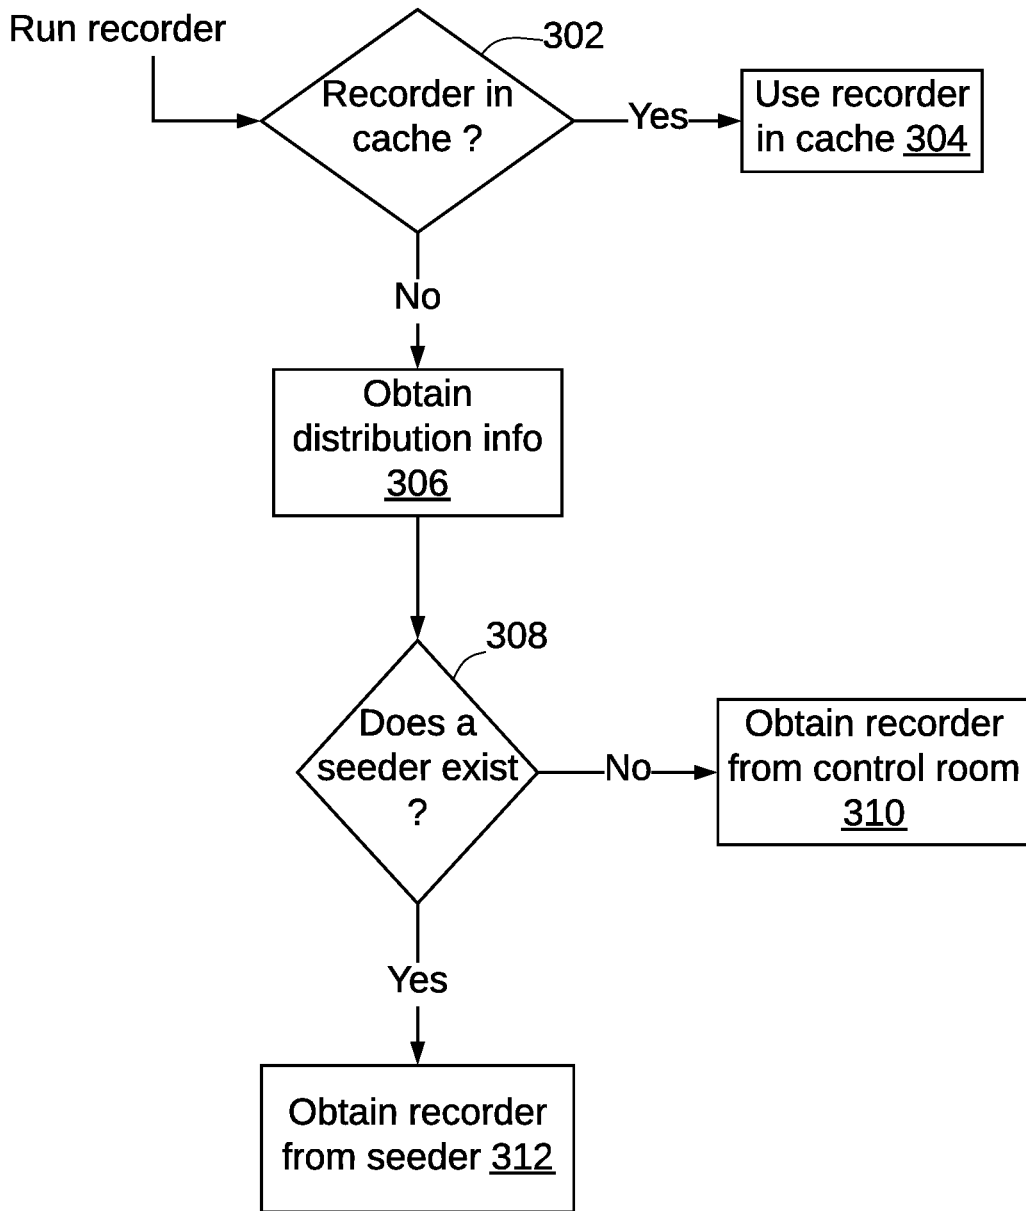 Run recorder
302
Recorder in
cache ?
Yes
Use recorder
in cache 304
No
Obtain
distribution info
306
308
Does a
seeder exist
?
No
Obtain recorder
from control room
310
Yes
Obtain recorder
from seeder 312